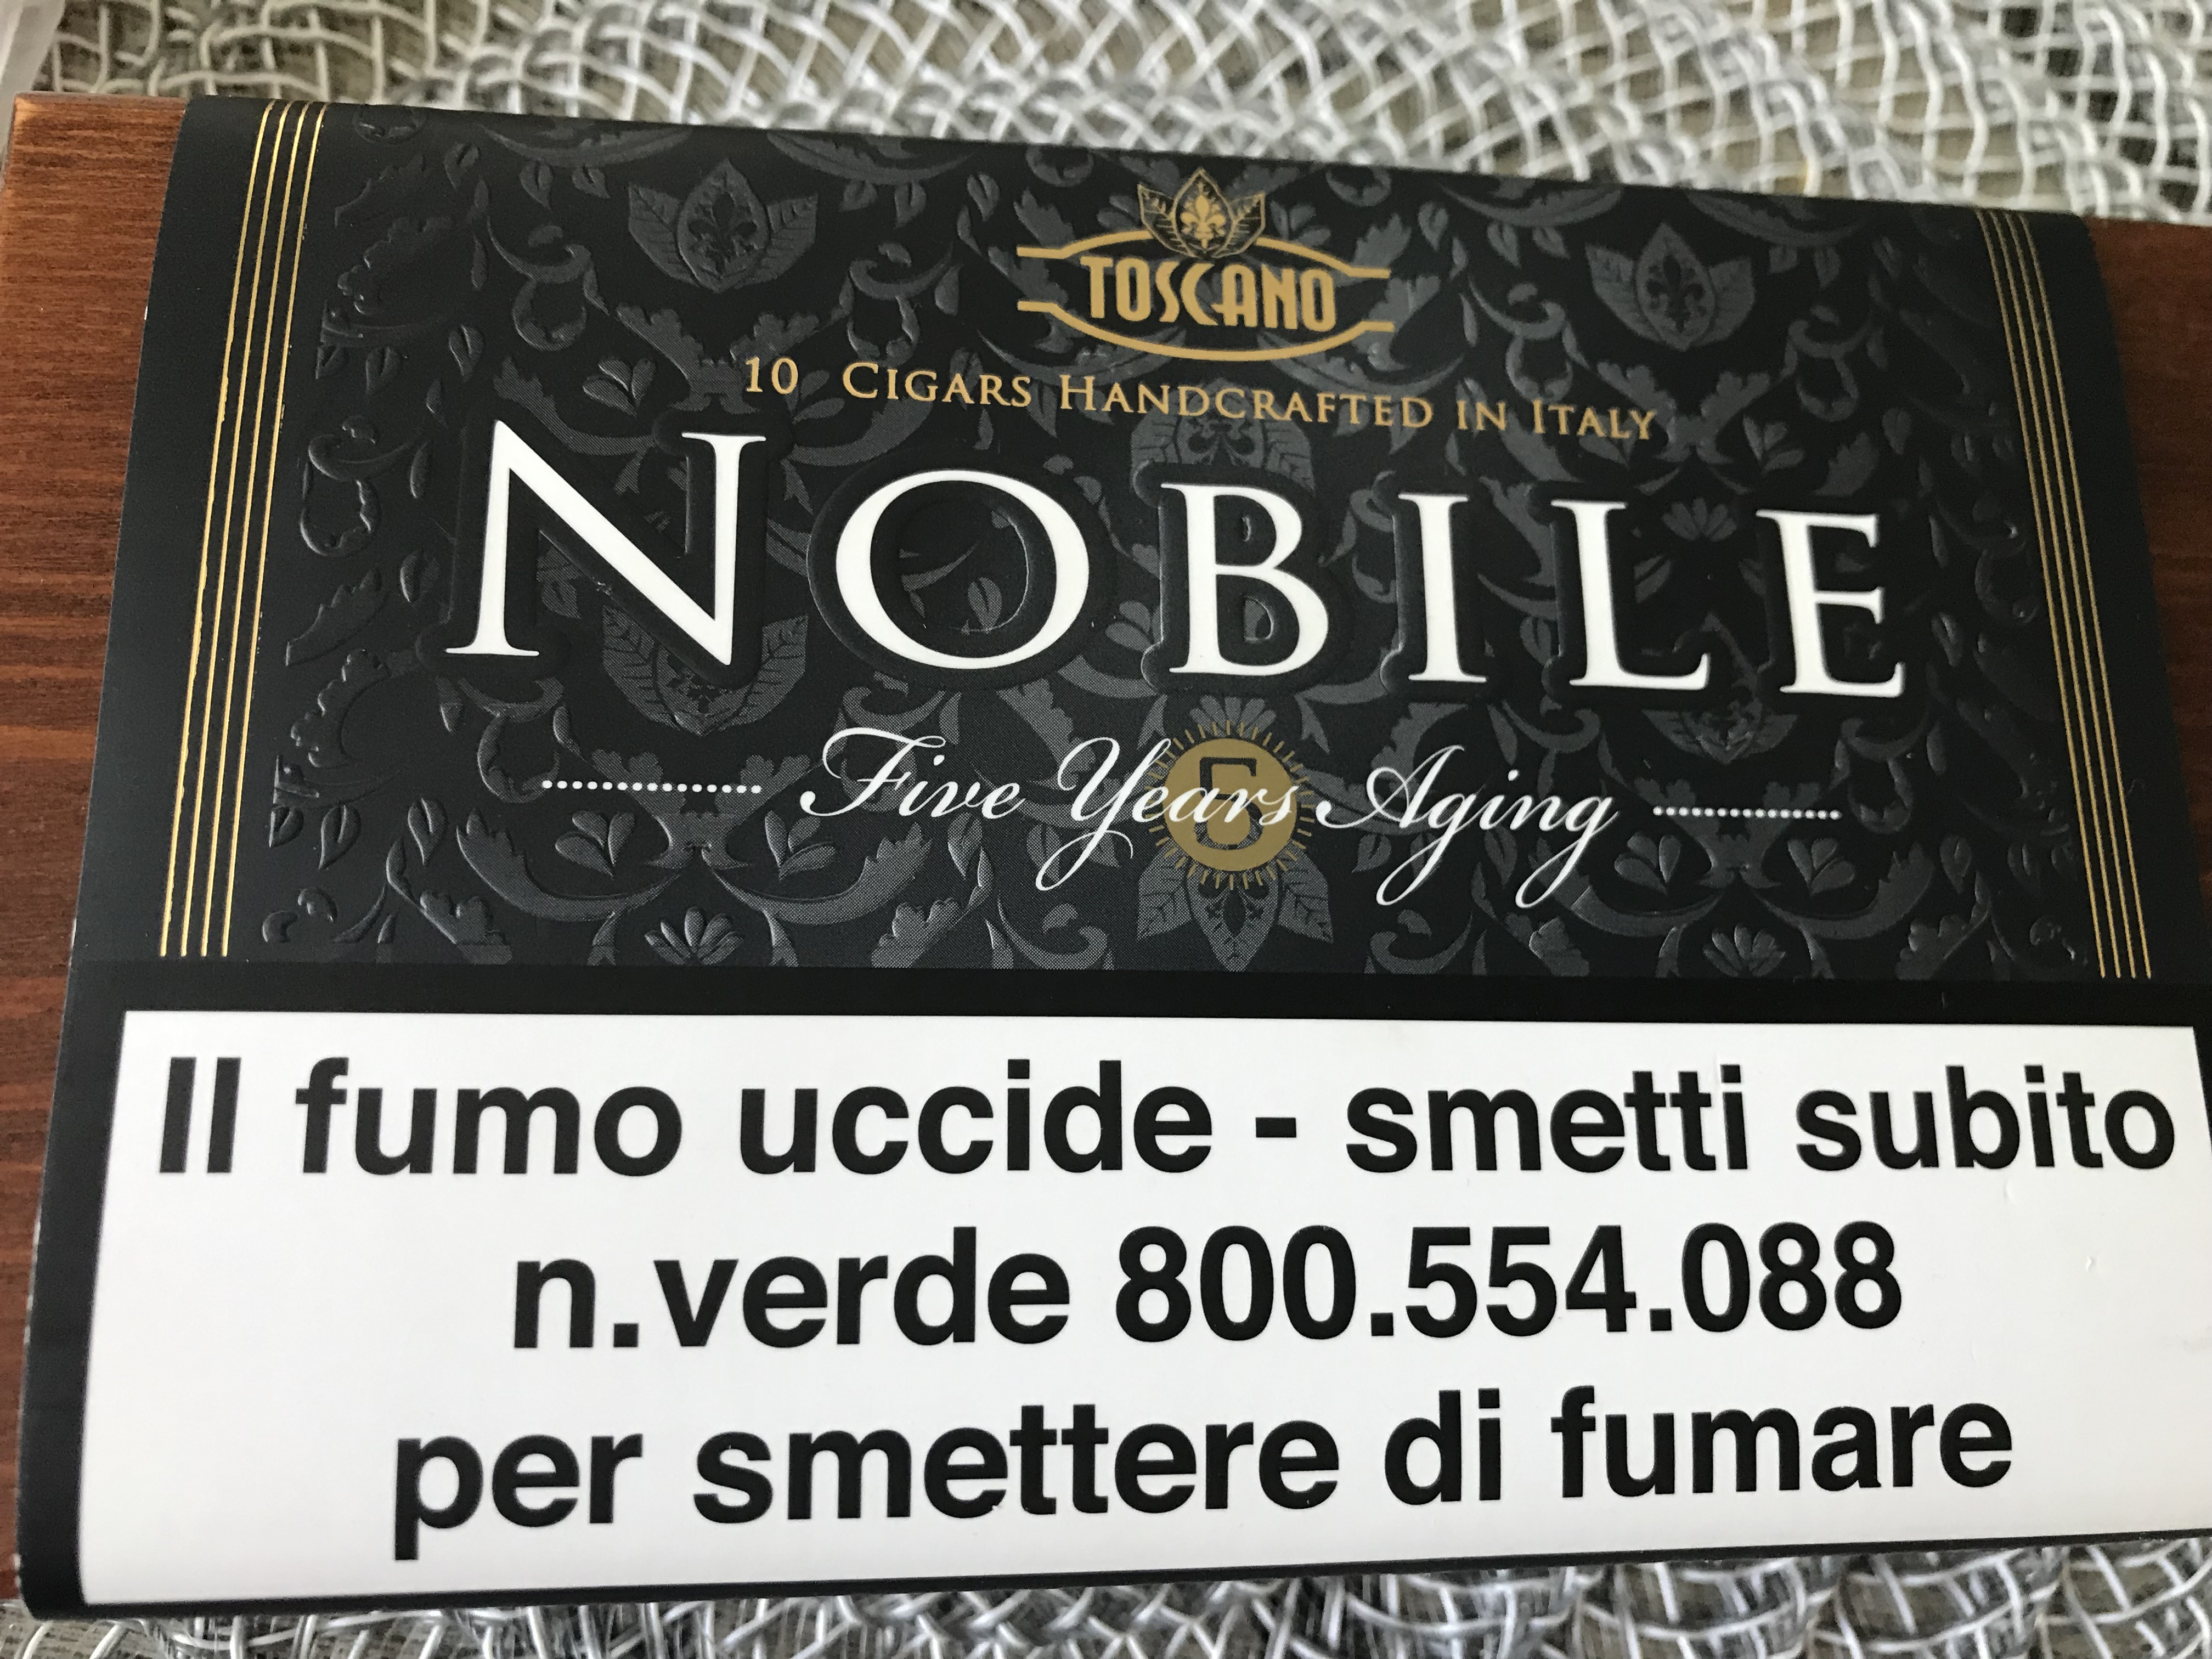 TOSCANO
10 CIGARS HANDCRAFTED IN ITALY
NOBILE
5
Five Years Aging
Il fumo uccide - smetti subito
n.verde 800.554.088
per smettere di fumare